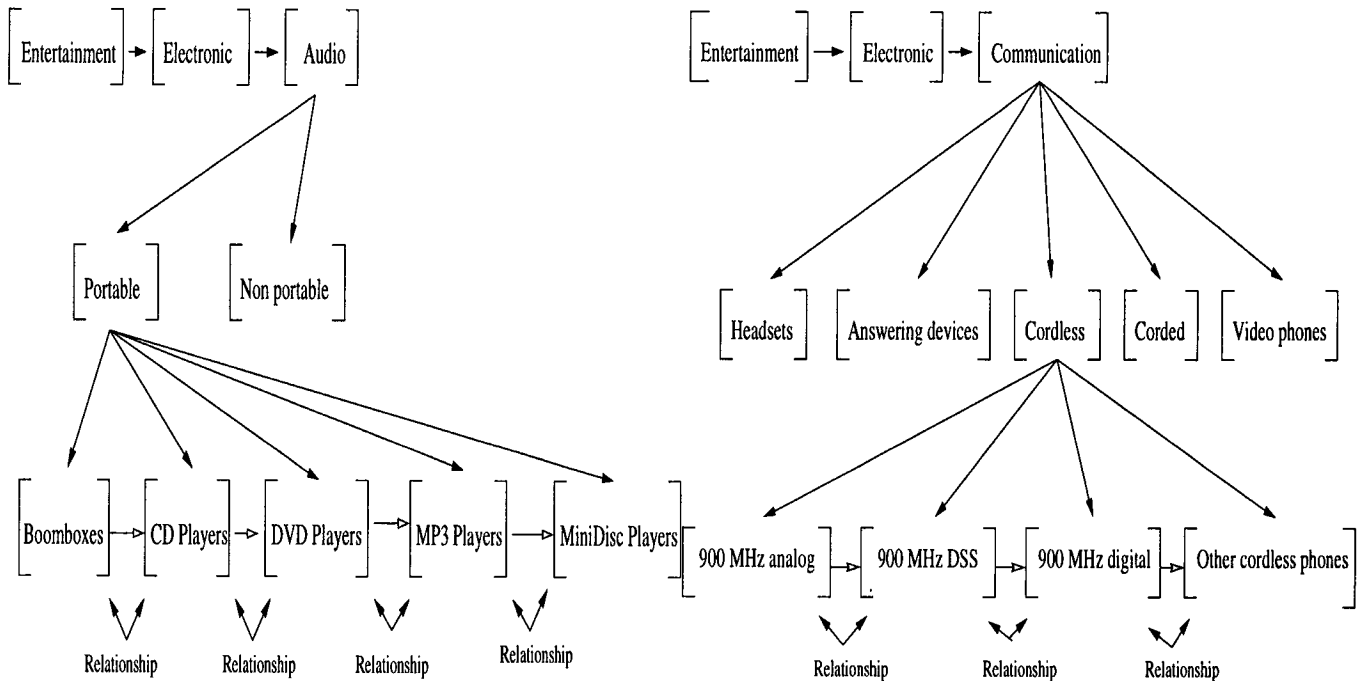 Entertainment
Electronic
Audio
Portable
Non portable
Boomboxes
CD Players
DVD Players
MP3 Players
MiniDisc Players
Relationship
Relationship
Relationship
Relationship
Entertainment
Electronic
Communication
Headsets
Answering devices
Cordless
Corded
Video phones
900 MHz analog
900 MHz DSS
900 MHz digital
Other cordless phones
Relationship
Relationship
Relationship